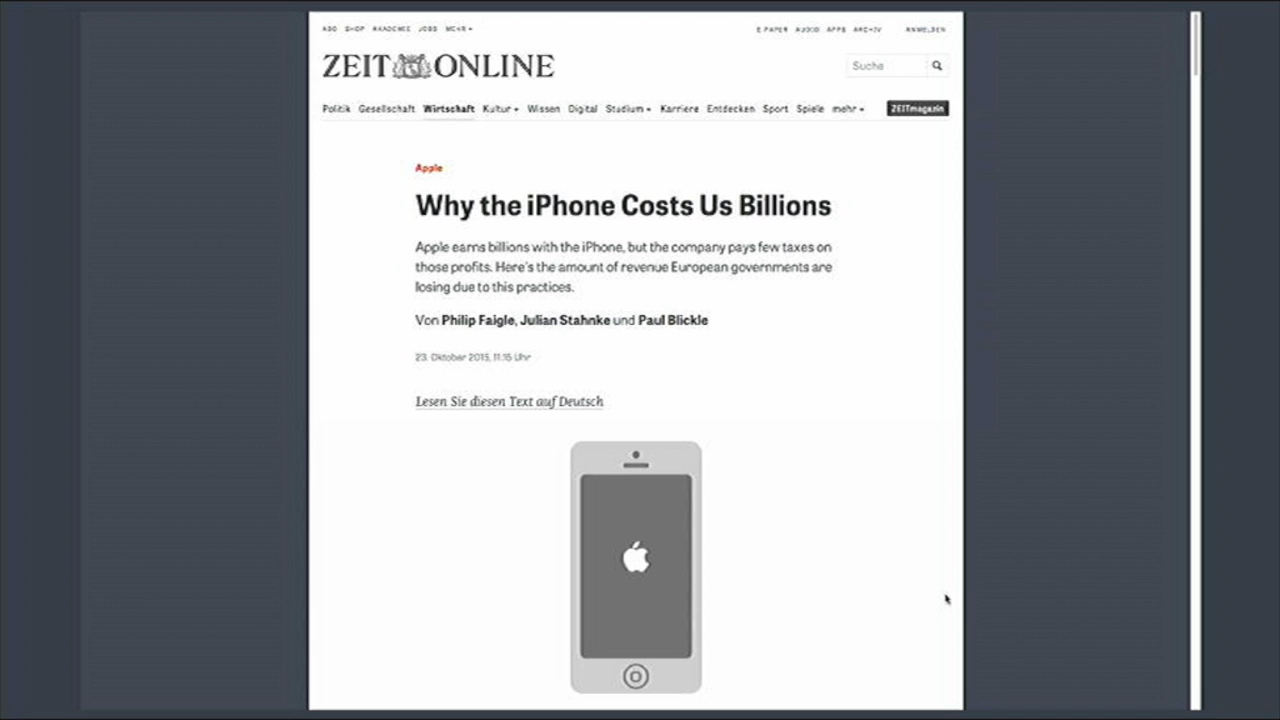 ABO SHOP AKADEMIE JOBS MEHR
E-PAPER AUDIO APPS ARCHIV ANMELDEN
ZEIT ONLINE
Suche
Politik Gesellschaft Wirtschaft Kultur Wissen Digital Studium Karriere Entdecken Sport Spiele mehr ZEITmagazin
Apple
Why the iPhone Costs Us Billions
Apple earns billions with the iPhone, but the company pays few taxes on
those profits. Here's the amount of revenue European governments are
losing due to this practices.
Von Philip Faigle, Julian Stahnke und Paul Blickle
23. Oktober 2015, 11:15 Uhr
Lesen Sie diesen Text auf Deutsch